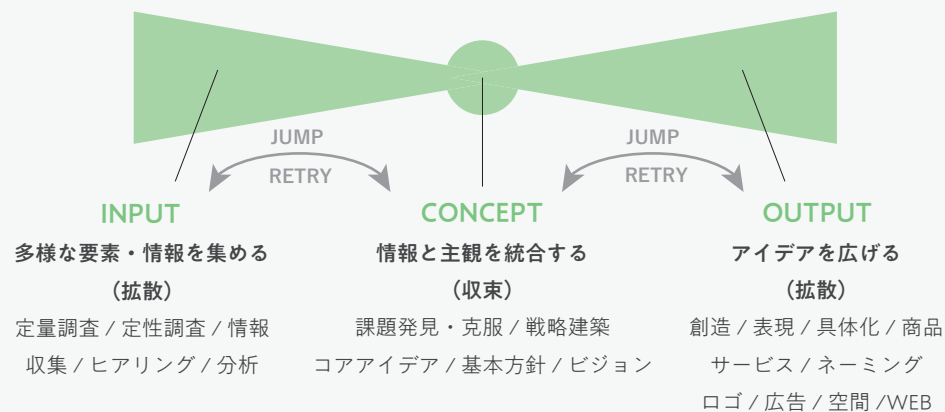 JUMP
RETRY
JUMP
RETRY
INPUT
多様な要素・情報を集める
（拡散）
定量調査 / 定性調査 / 情報
収集 / ヒアリング / 分析
CONCEPT
情報と主観を統合する
（収束）
課題発見・克服 / 戦略建築
コアアイデア / 基本方針 / ビジョン
OUTPUT
アイデアを広げる
（拡散）
創造 / 表現 / 具体化 / 商品
サービス / ネーミング
ロゴ / 広告 / 空間 /WEB